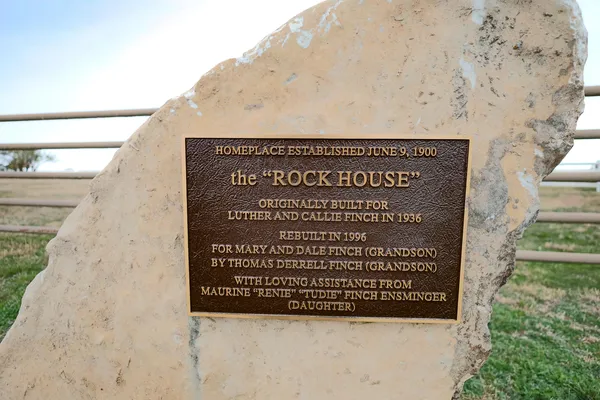 HOMEPLACE ESTABLISHED JUNE 9, 1900
the "ROCK HOUSE"
ORIGINALLY BUILT FOR
LUTHER AND CALLIE FINCH IN 1936
REBUILT IN 1996
FOR MARY AND DALE FINCH (GRANDSON)
BY THOMAS DERRELL FINCH (GRANDSON)
WITH LOVING ASSISTANCE FROM
MAURINE "RENIE" "TUDIE" FINCH ENSMINGER
(DAUGHTER)